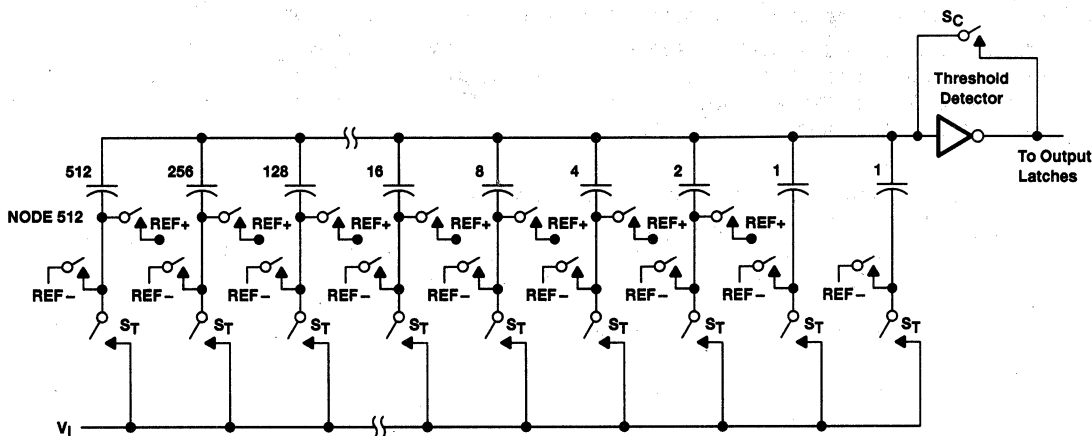 SC
Threshold
Detector
To Output
Latches
512 256 128 16 8 4 2 1 1
NODE 512 REF+ REF+ REF+ REF+ REF+ REF+ REF+
REF– REF– REF– REF– REF– REF– REF– REF– REF–
ST ST ST ST ST ST ST ST ST
VI